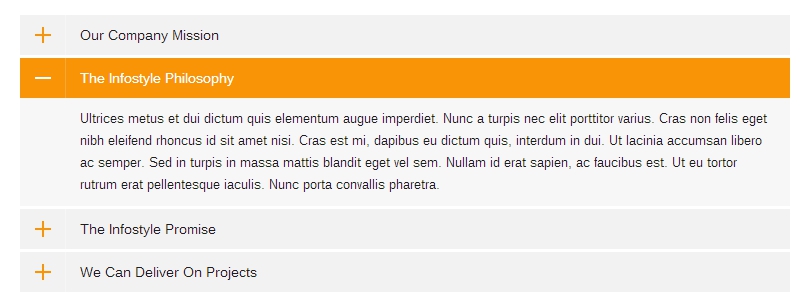 Our Company Mission
The Infostyle Philosophy
Ultrices metus et dui dictum quis elementum augue imperdiet. Nunc a turpis nec elit porttitor varius. Cras non felis eget
nibh eleifend rhoncus id sit amet nisi. Cras est mi, dapibus eu dictum quis, interdum in dui. Ut lacinia accumsan libero
ac semper. Sed in turpis in massa mattis blandit eget vel sem. Nullam id erat sapien, ac faucibus est. Ut eu tortor
rutrum erat pellentesque iaculis. Nunc porta convallis pharetra.
The Infostyle Promise
We Can Deliver On Projects